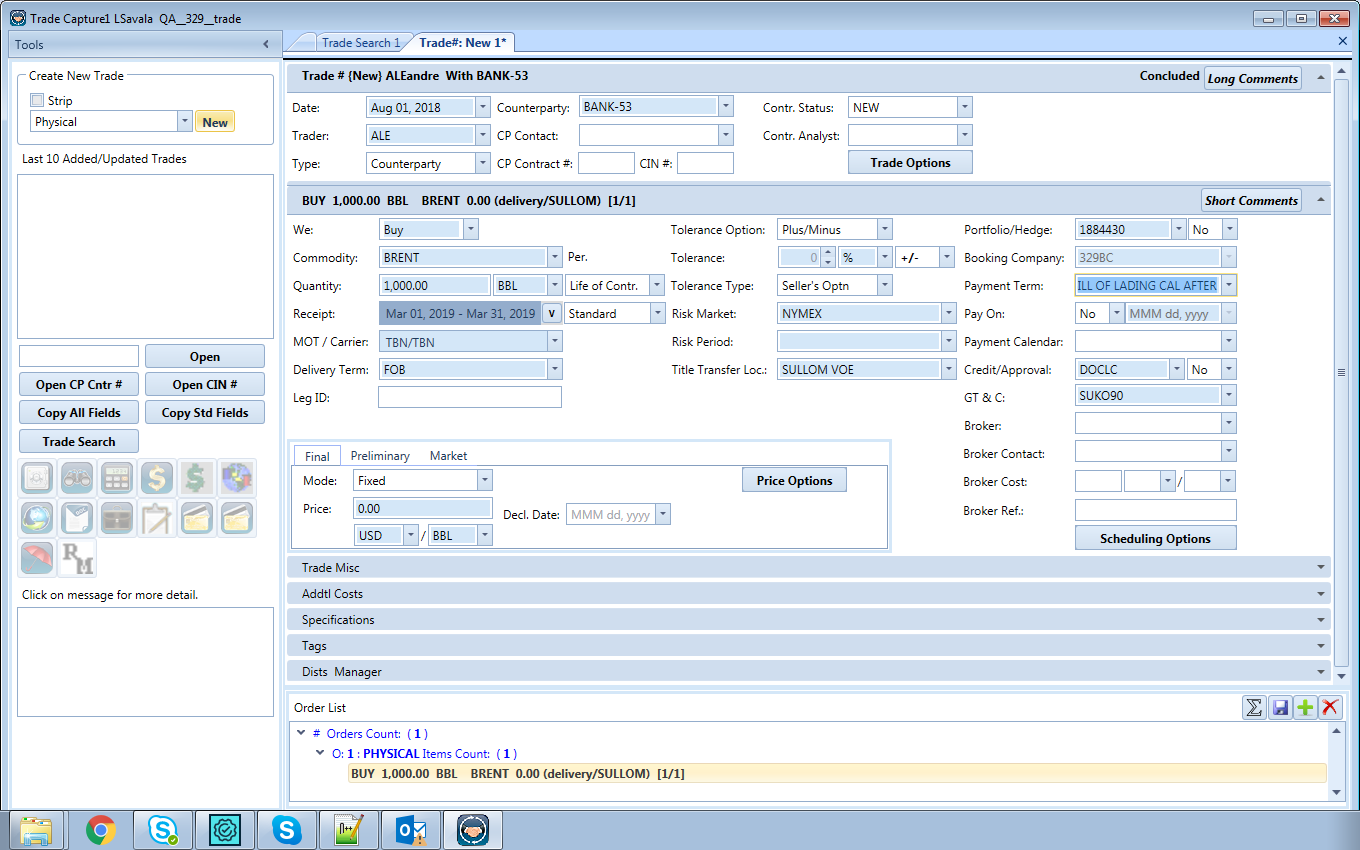 Trade Capture1 LSavala QA__329__trade
Tools
Create New Trade
Strip
Physical New
Last 10 Added/Updated Trades
Open
Open CP Cntr # Open CIN #
Copy All Fields Copy Std Fields
Trade Search
RM
Click on message for more detail.
Trade Search 1 Trade#: New 1*
Trade # {New} ALEandre With BANK-53 Concluded Long Comments
Date: Aug 01, 2018 Counterparty: BANK-53 Contr. Status: NEW
Trader: ALE CP Contact: Contr. Analyst:
Type: Counterparty CP Contract #: CIN #: Trade Options
BUY 1,000.00 BBL BRENT 0.00 (delivery/SULLOM) [1/1] Short Comments
We: Buy Tolerance Option: Plus/Minus Portfolio/Hedge: 1884430 No
Commodity: BRENT Per. Tolerance: 0 % +/- Booking Company: 329BC
Quantity: 1,000.00 BBL Life of Contr. Tolerance Type: Seller's Optn Payment Term: ILL OF LADING CAL AFTER
Receipt: Mar 01, 2019 - Mar 31, 2019 v Standard Risk Market: NYMEX Pay On: No MMM dd, yyyy
MOT / Carrier: TBN/TBN Risk Period: Payment Calendar:
Delivery Term: FOB Title Transfer Loc.: SULLOM VOE Credit/Approval: DOCLC No
Leg ID: GT & C: SUKO90
Broker:
Final Preliminary Market Broker Contact:
Mode: Fixed Price Options Broker Cost: /
Price: 0.00 Decl. Date: MMM dd, yyyy Broker Ref.:
USD / BBL Scheduling Options
Trade Misc
Addtl Costs
Specifications
Tags
Dists Manager
Order List
# Orders Count: ( 1 )
O: 1 : PHYSICAL Items Count: ( 1 )
BUY 1,000.00 BBL BRENT 0.00 (delivery/SULLOM) [1/1]